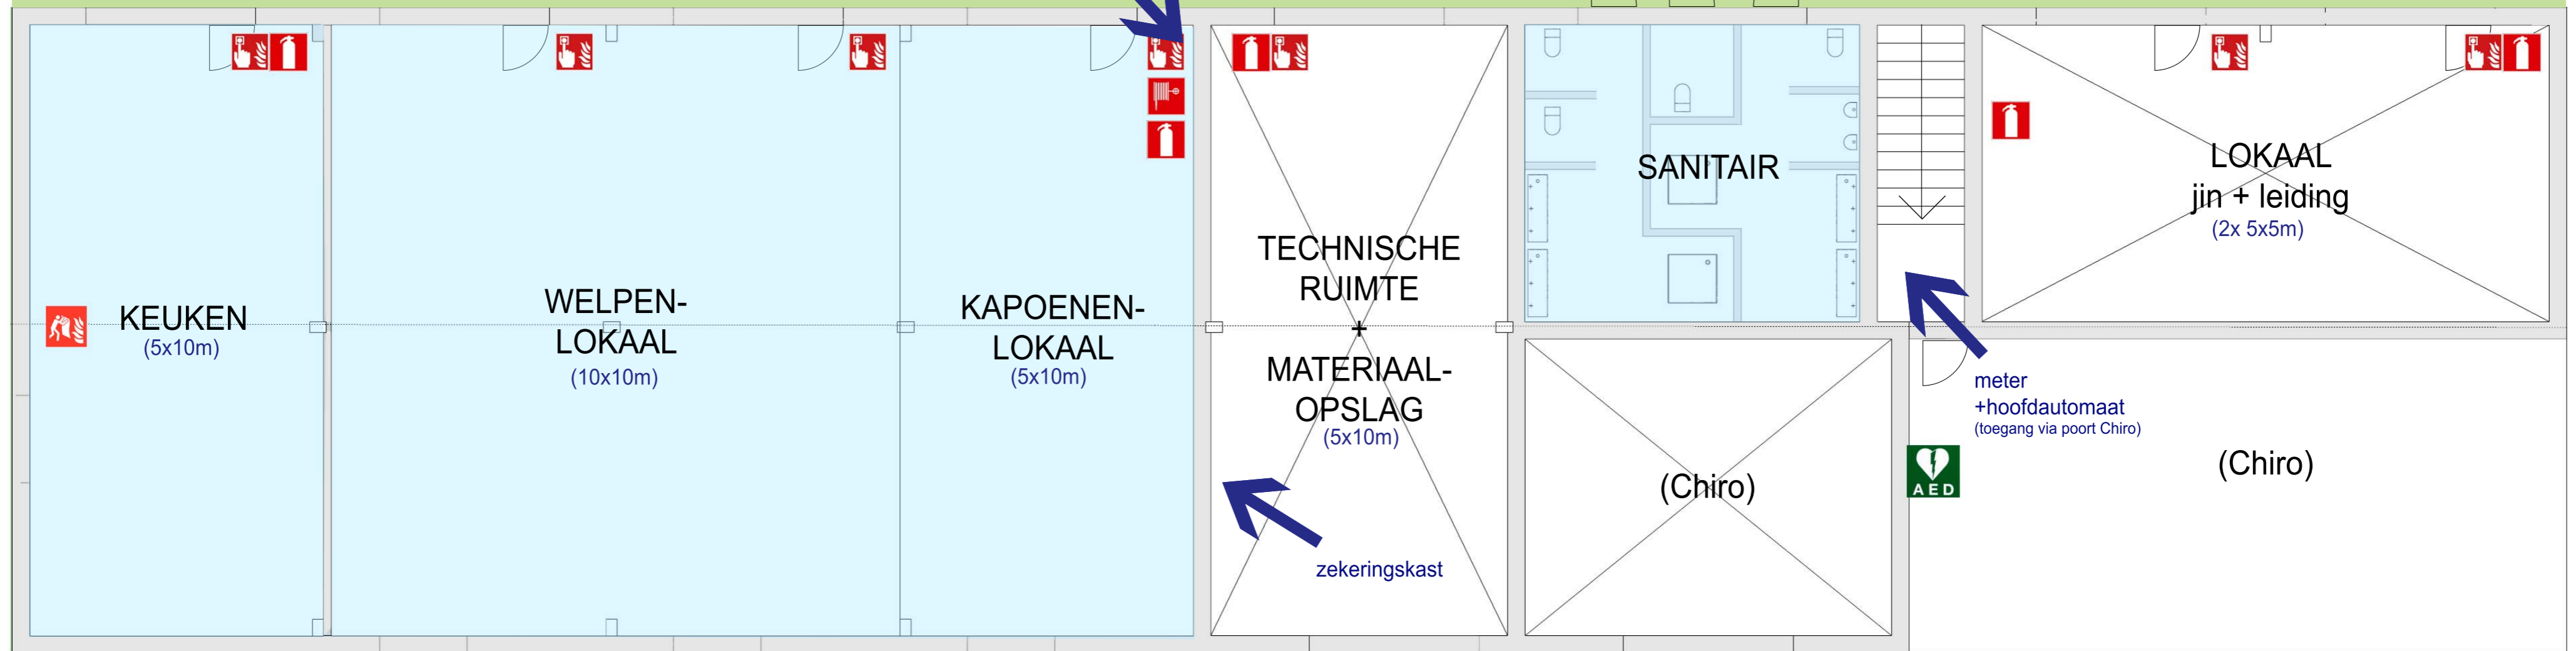 KEUKEN
(5x10m)
WELPEN-
LOKAAL
(10x10m)
KAPOENEN-
LOKAAL
(5x10m)
TECHNISCHE
RUIMTE
+
MATERIAAL-
OPSLAG
(5x10m)
zekeringskast
SANITAIR
(Chiro)
LOKAAL
jin + leiding
(2x 5x5m)
meter
+hoofdautomaat
(toegang via poort Chiro)
AED
(Chiro)